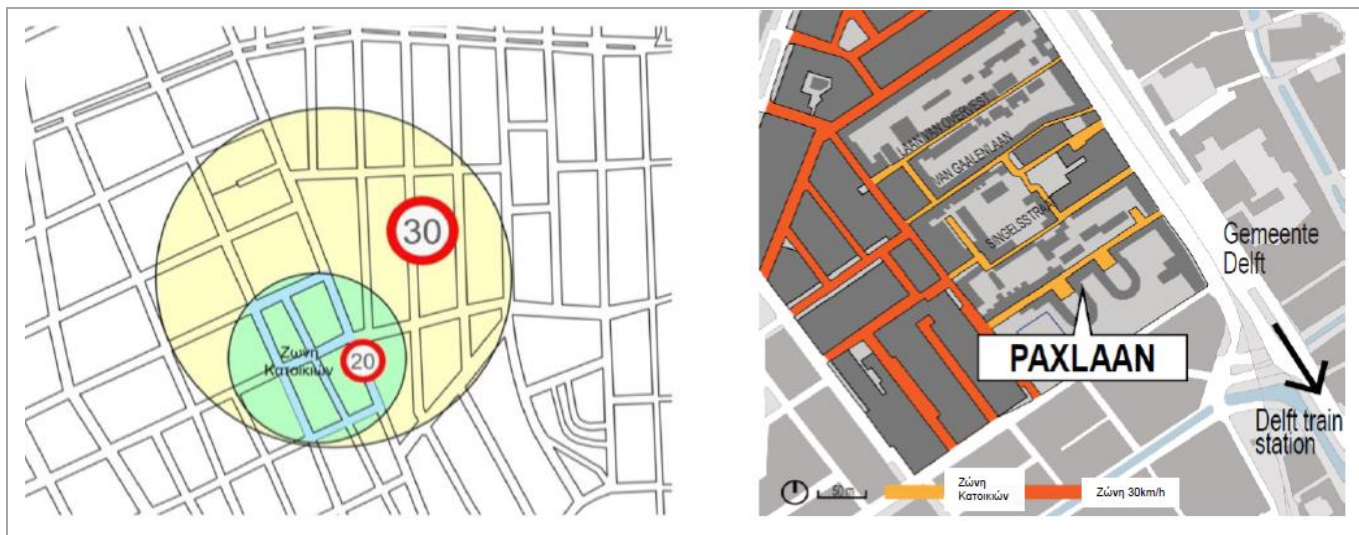 30
Ζωνη
Κατοικιών
20
LAAN VAN OVERVEST
VAN GAALENLAAN
SINGELSSTRAAT
Gemeente
Delft
PAXLAAN
Delft train
station
50 m
Ζώνη
Κατοικιών
Ζώνη 30km/h